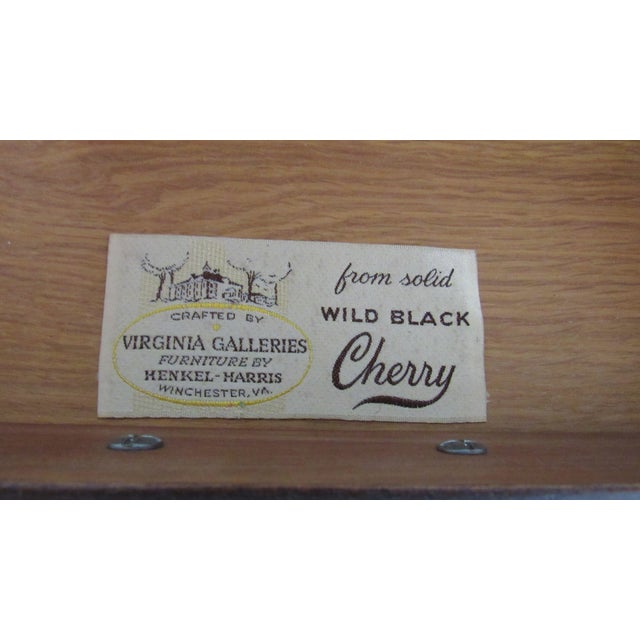 CRAFTED BY
VIRGINIA GALLERIES
FURNITURE BY
HENKEL-HARRIS
WINCHESTER, VA.
from solid
WILD BLACK
Cherry